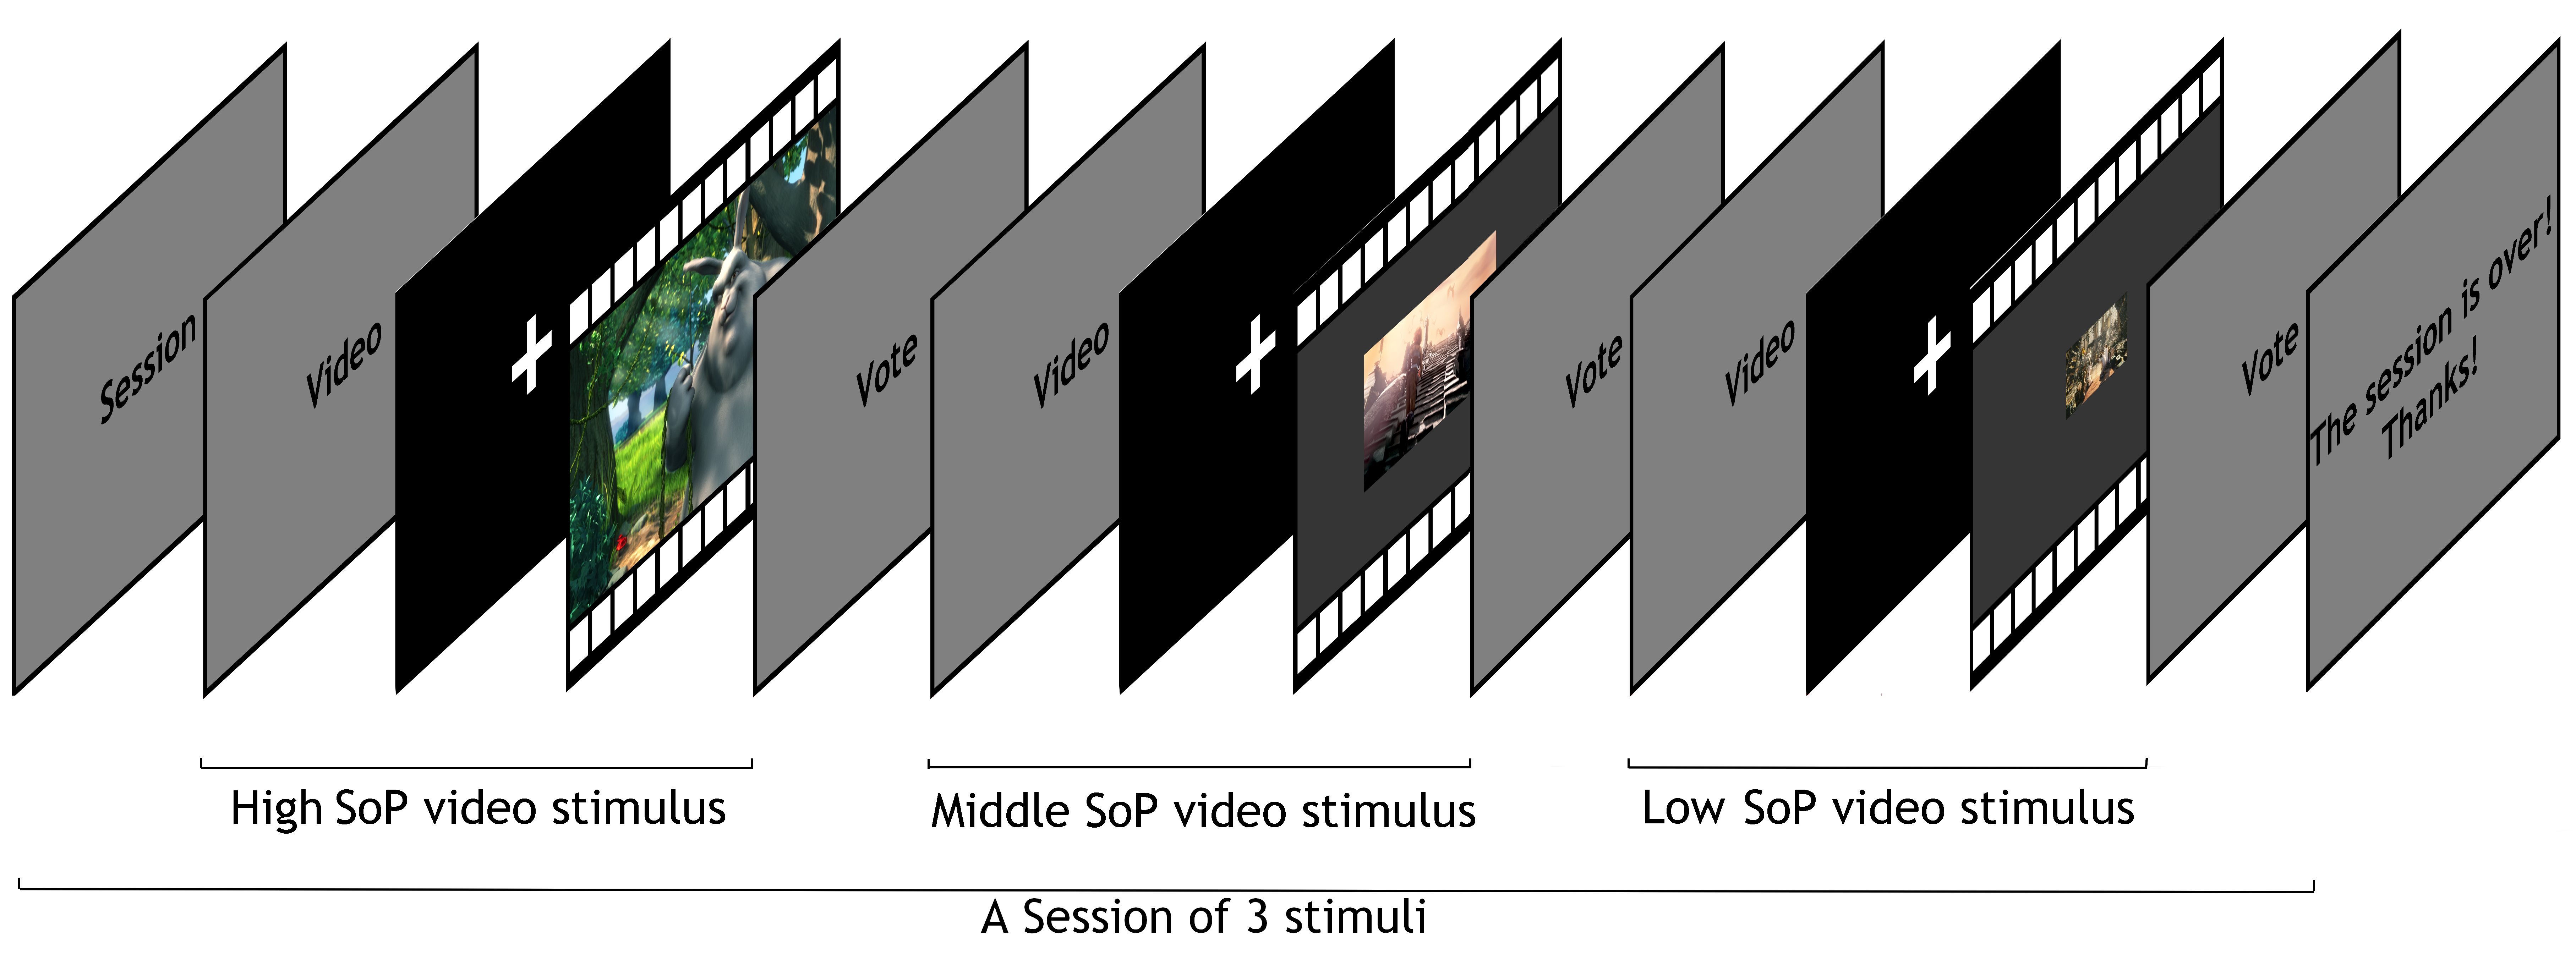 Session
Video
+
Vote
Video
+
Vote
Video
+
Vote
The session is over!
Thanks!
High SoP video stimulus
Middle SoP video stimulus
Low SoP video stimulus
A Session of 3 stimuli